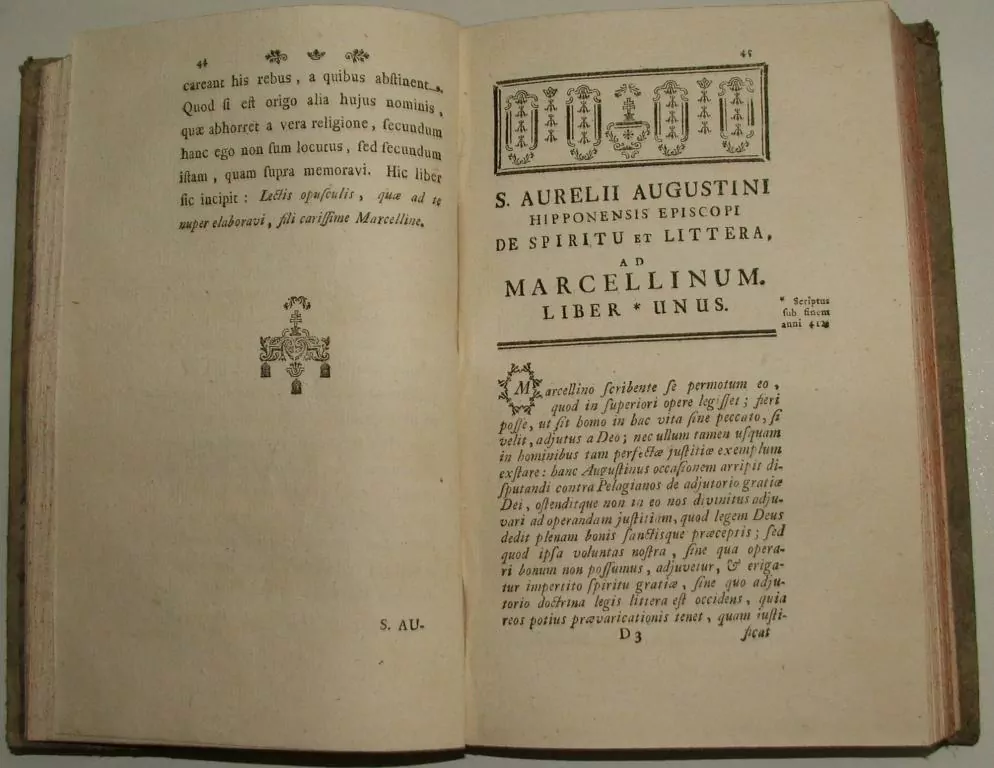 44
careant his rebus, a quibus abſtinent.
Quod ſi eſt origo alia hujus nominis,
quæ abhorret a vera religione, ſecundum
hanc ego non ſum locutus, ſed ſecundum
iſtam, quam ſupra memoravi. Hic liber
ſic incipit: Lectis opuſculis, quæ ad te
nuper elaboravi, fili cariſſime Marcelline.
S. AU-
45
S. AURELII AUGUSTINI
HIPPONENSIS EPISCOPI
DE SPIRITU ET LITTERA,
AD
MARCELLINUM.
LIBER * UNUS.
* Scriptus
ſub finem
anni 412
Marcellino ſcribente ſe permotum eo,
quod in ſuperiori opere legiſſet; fieri
poſſe, ut ſit homo in hac vita ſine peccato, ſi
velit, adjutus a Deo; nec ullum tamen uſquam
in hominibus tam perfectæ juſtitiæ exemplum
exſtare: hanc Auguſtinus occaſionem arripit di-
ſputandi contra Pelagianos de adjutorio gratiæ
Dei, oſtenditque non in eo nos divinitus adju-
vari ad operandam juſtitiam, quod legem Deus
dedit plenam bonis ſanctisque præceptis; ſed
quod ipſa voluntas noſtra, ſine qua opera-
ri bonum non poſſumus, adjuvetur, & eriga-
tur impertito ſpiritu gratiæ, ſine quo adju-
torio doctrina legis littera eſt occidens, quia
reos potius prævaricationis tenet, quam juſti-
D 3 ficat